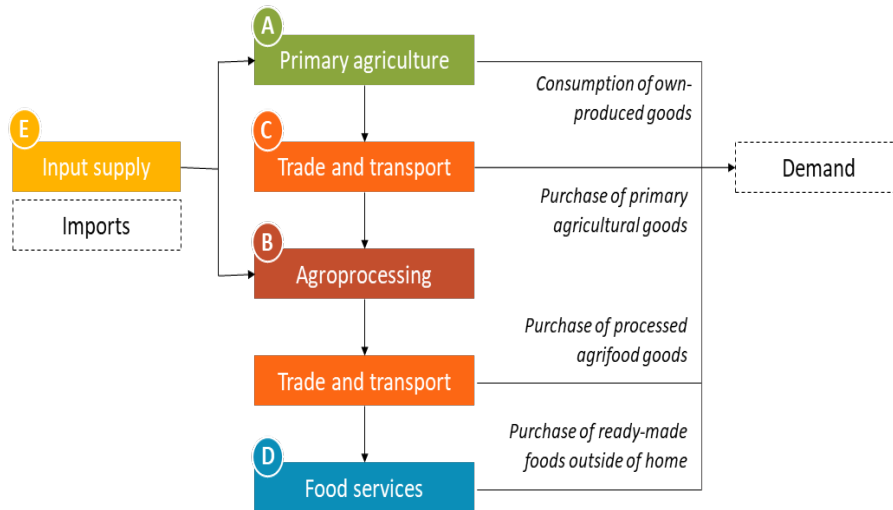 A
Primary agriculture
Consumption of own-
produced goods
E
Input supply
Imports
C
Trade and transport
Demand
Purchase of primary
agricultural goods
B
Agroprocessing
Purchase of processed
agrifood goods
Trade and transport
D
Food services
Purchase of ready-made
foods outside of home